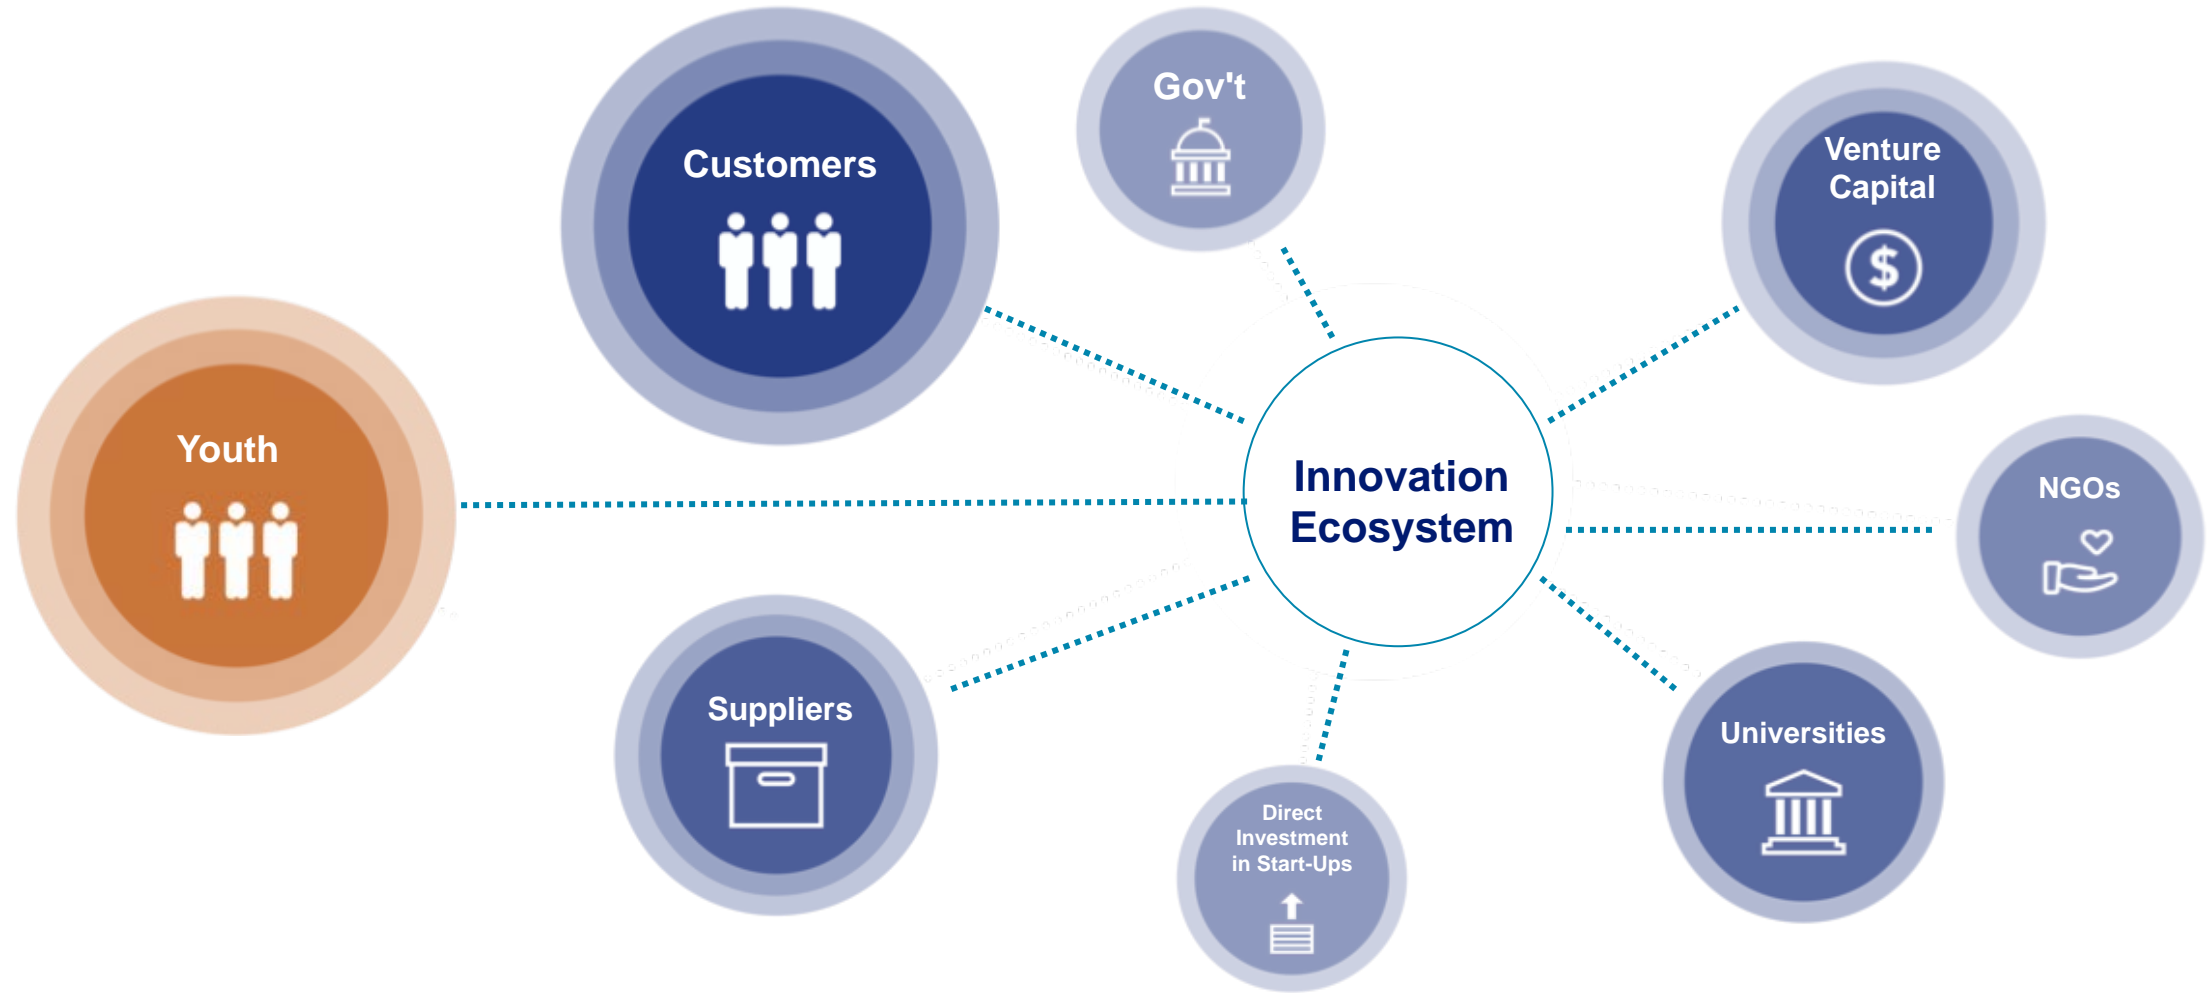 Gov't
Customers
Venture
Capital
Youth
Innovation
Ecosystem
NGOs
Suppliers
Universities
Direct
Investment
in Start-Ups
$